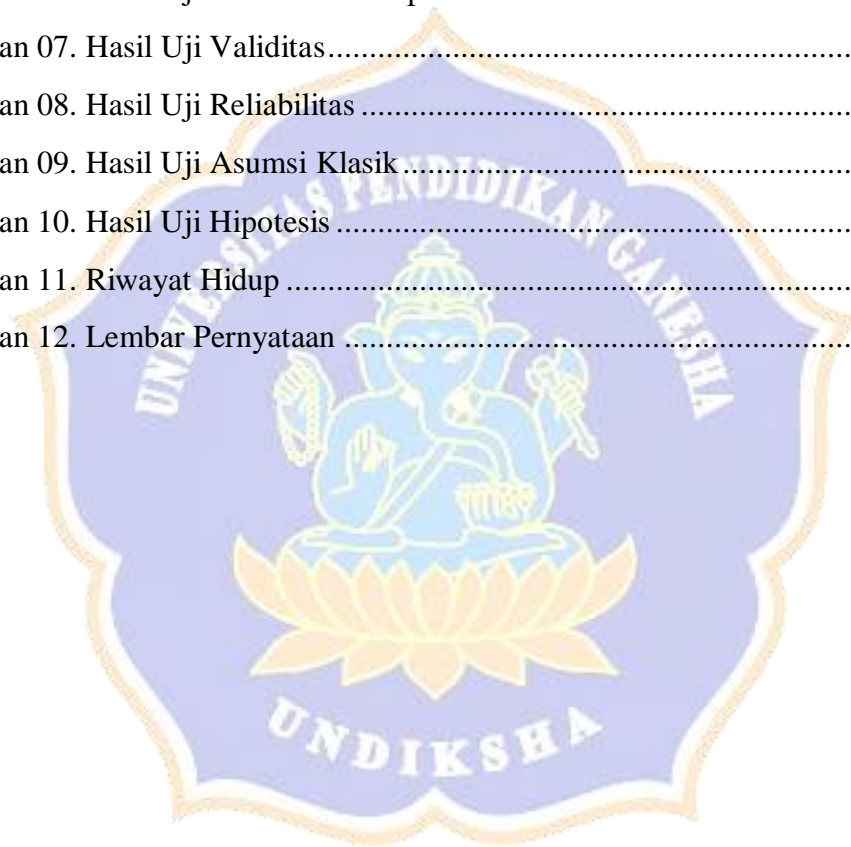 an 07. Hasil Uji Validitas
an 08. Hasil Uji Reliabilitas
an 09. Hasil Uji Asumsi Klasik
an 10. Hasil Uji Hipotesis
an 11. Riwayat Hidup
an 12. Lembar Pernyataan
UNIVERSITAS PENDIDIKAN GANESHA
UNDIKSHA